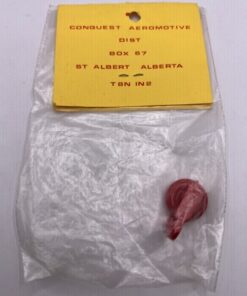 CONQUEST AEROMOTIVE
DIST
BOX 67
ST ALBERT ALBERTA
T8N 1N2